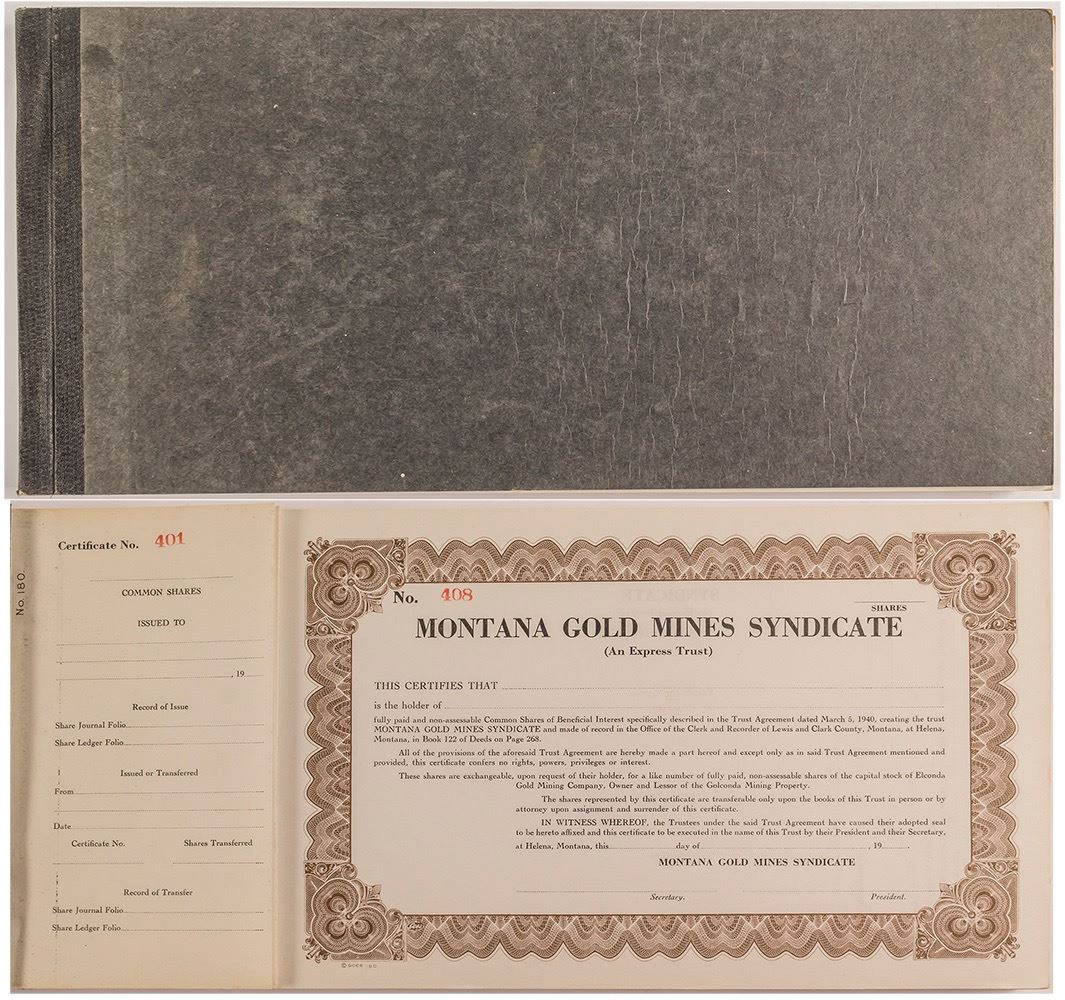 No. 180.
Certificate No. 401
COMMON SHARES
ISSUED TO
, 19
Record of Issue
Share Journal Folio
Share Ledger Folio
Issued or Transferred
From
Date
Certificate No. Shares Transferred
Record of Transfer
Share Journal Folio
Share Ledger Folio
No. 408
SHARES
MONTANA GOLD MINES SYNDICATE
(An Express Trust)
THIS CERTIFIES THAT
is the holder of
fully paid and non-assessable Common Shares of Beneficial Interest specifically described in the Trust Agreement dated March 5, 1940, creating the trust
MONTANA GOLD MINES SYNDICATE and made of record in the Office of the Clerk and Recorder of Lewis and Clark County, Montana, at Helena,
Montana, in Book 122 of Deeds on Page 268.
All of the provisions of the aforesaid Trust Agreement are hereby made a part hereof and except only as in said Trust Agreement mentioned and
provided, this certificate confers no rights, powers, privileges or interest.
These shares are exchangeable, upon request of their holder, for a like number of fully paid, non-assessable shares of the capital stock of Elconda
Gold Mining Company, Owner and Lessor of the Golconda Mining Property.
The shares represented by this certificate are transferable only upon the books of this Trust in person or by
attorney upon assignment and surrender of this certificate.
IN WITNESS WHEREOF, the Trustees under the said Trust Agreement have caused their adopted seal
to be hereto affixed and this certificate to be executed in the name of this Trust by their President and their Secretary,
at Helena, Montana, this day of , 19 .
MONTANA GOLD MINES SYNDICATE
Secretary. President.
© GOES